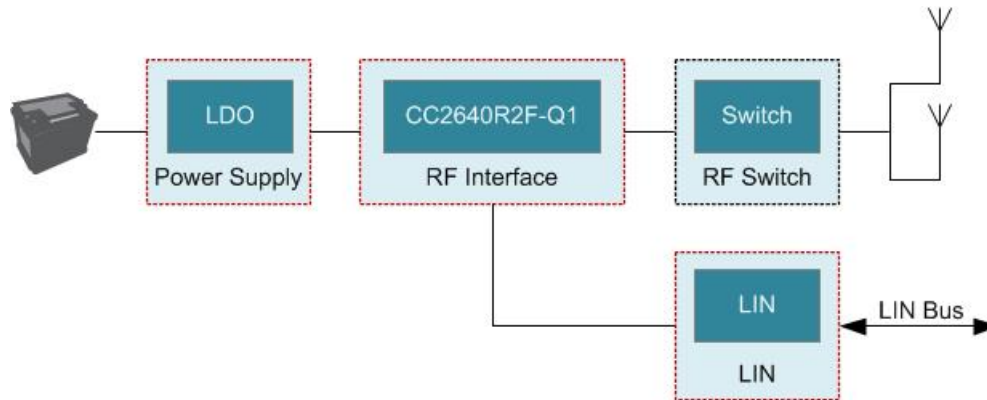 LDO
Power Supply
CC2640R2F-Q1
RF Interface
Switch
RF Switch
LIN
LIN
LIN Bus